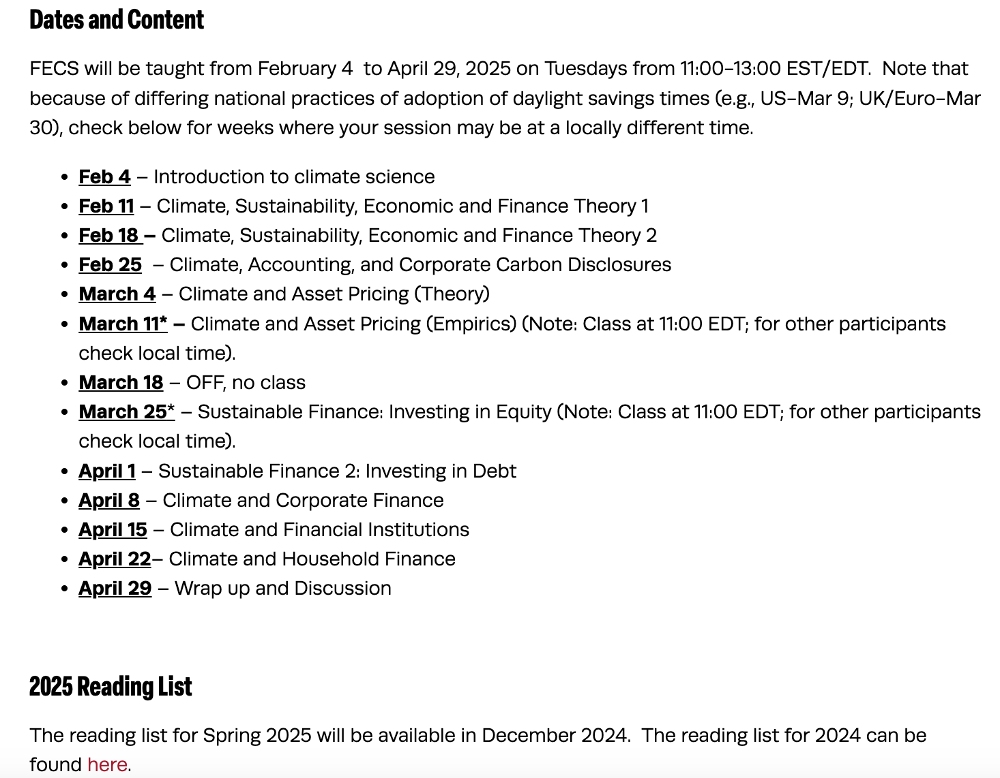 Dates and Content
FECS will be taught from February 4  to April 29, 2025 on Tuesdays from 11:00–13:00 EST/EDT.  Note that
because of differing national practices of adoption of daylight savings times (e.g., US–Mar 9; UK/Euro–Mar
30), check below for weeks where your session may be at a locally different time.
• Feb 4 – Introduction to climate science
• Feb 11 – Climate, Sustainability, Economic and Finance Theory 1
• Feb 18 – Climate, Sustainability, Economic and Finance Theory 2
• Feb 25  – Climate, Accounting, and Corporate Carbon Disclosures
• March 4 – Climate and Asset Pricing (Theory)
• March 11* – Climate and Asset Pricing (Empirics) (Note: Class at 11:00 EDT; for other participants
check local time).
• March 18 – OFF, no class
• March 25* – Sustainable Finance: Investing in Equity (Note: Class at 11:00 EDT; for other participants
check local time).
• April 1 – Sustainable Finance 2: Investing in Debt
• April 8 – Climate and Corporate Finance
• April 15 – Climate and Financial Institutions
• April 22– Climate and Household Finance
• April 29 – Wrap up and Discussion
2025 Reading List
The reading list for Spring 2025 will be available in December 2024.  The reading list for 2024 can be
found here.